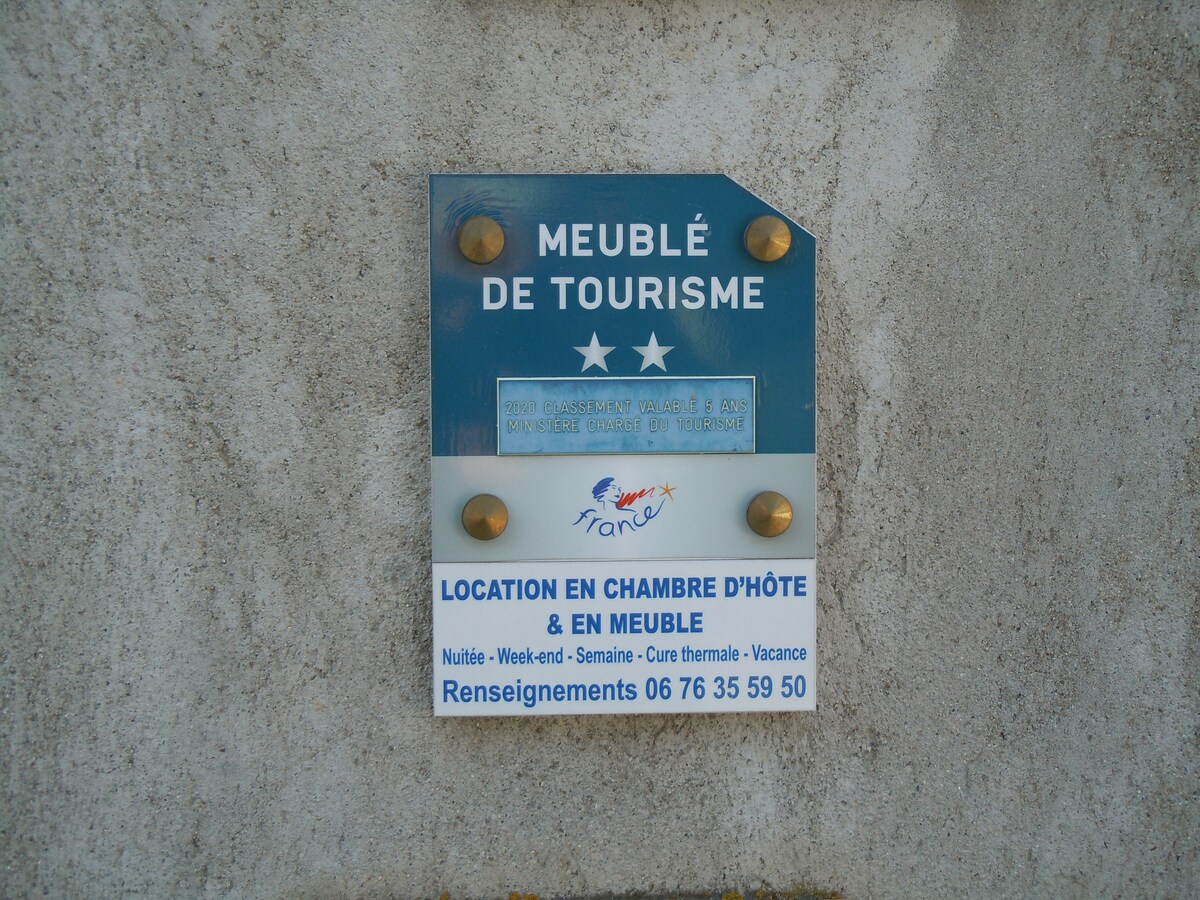 MEUBLÉ
DE TOURISME
2020 CLASSEMENT VALABLE 5 ANS
MINISTÈRE CHARGÉ DU TOURISME
france
LOCATION EN CHAMBRE D'HÔTE
& EN MEUBLE
Nuitée - Week-end - Semaine - Cure thermale - Vacance
Renseignements 06 76 35 59 50